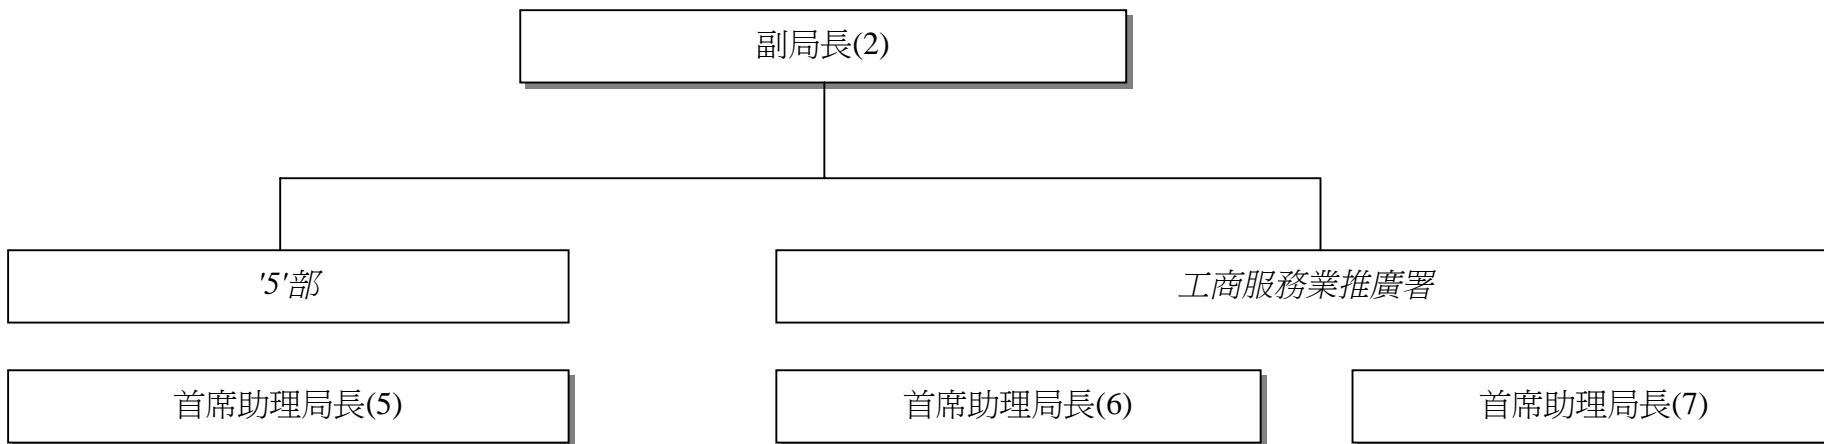 副局長(2)
'5'部
工商服務業推廣署
首席助理局長(5)
首席助理局長(6)
首席助理局長(7)